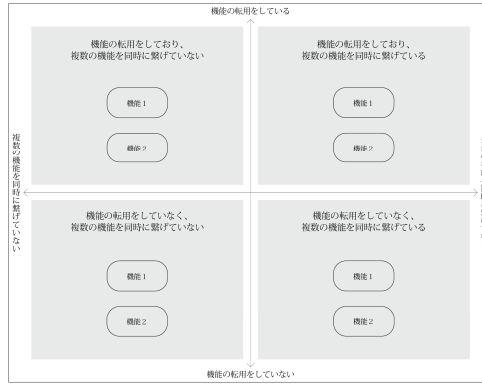 機能の転用をしている
機能の転用をしており、
複数の機能を同時に繋げていない
機能の転用をしており、
複数の機能を同時に繋げている
機能 1
機能 1
機能 2
機能 2
複数の機能を同時に繋げていない
機能の転用をしていなく、
複数の機能を同時に繋げていない
機能の転用をしていなく、
複数の機能を同時に繋げている
機能 1
機能 1
機能 2
機能 2
機能の転用をしていない